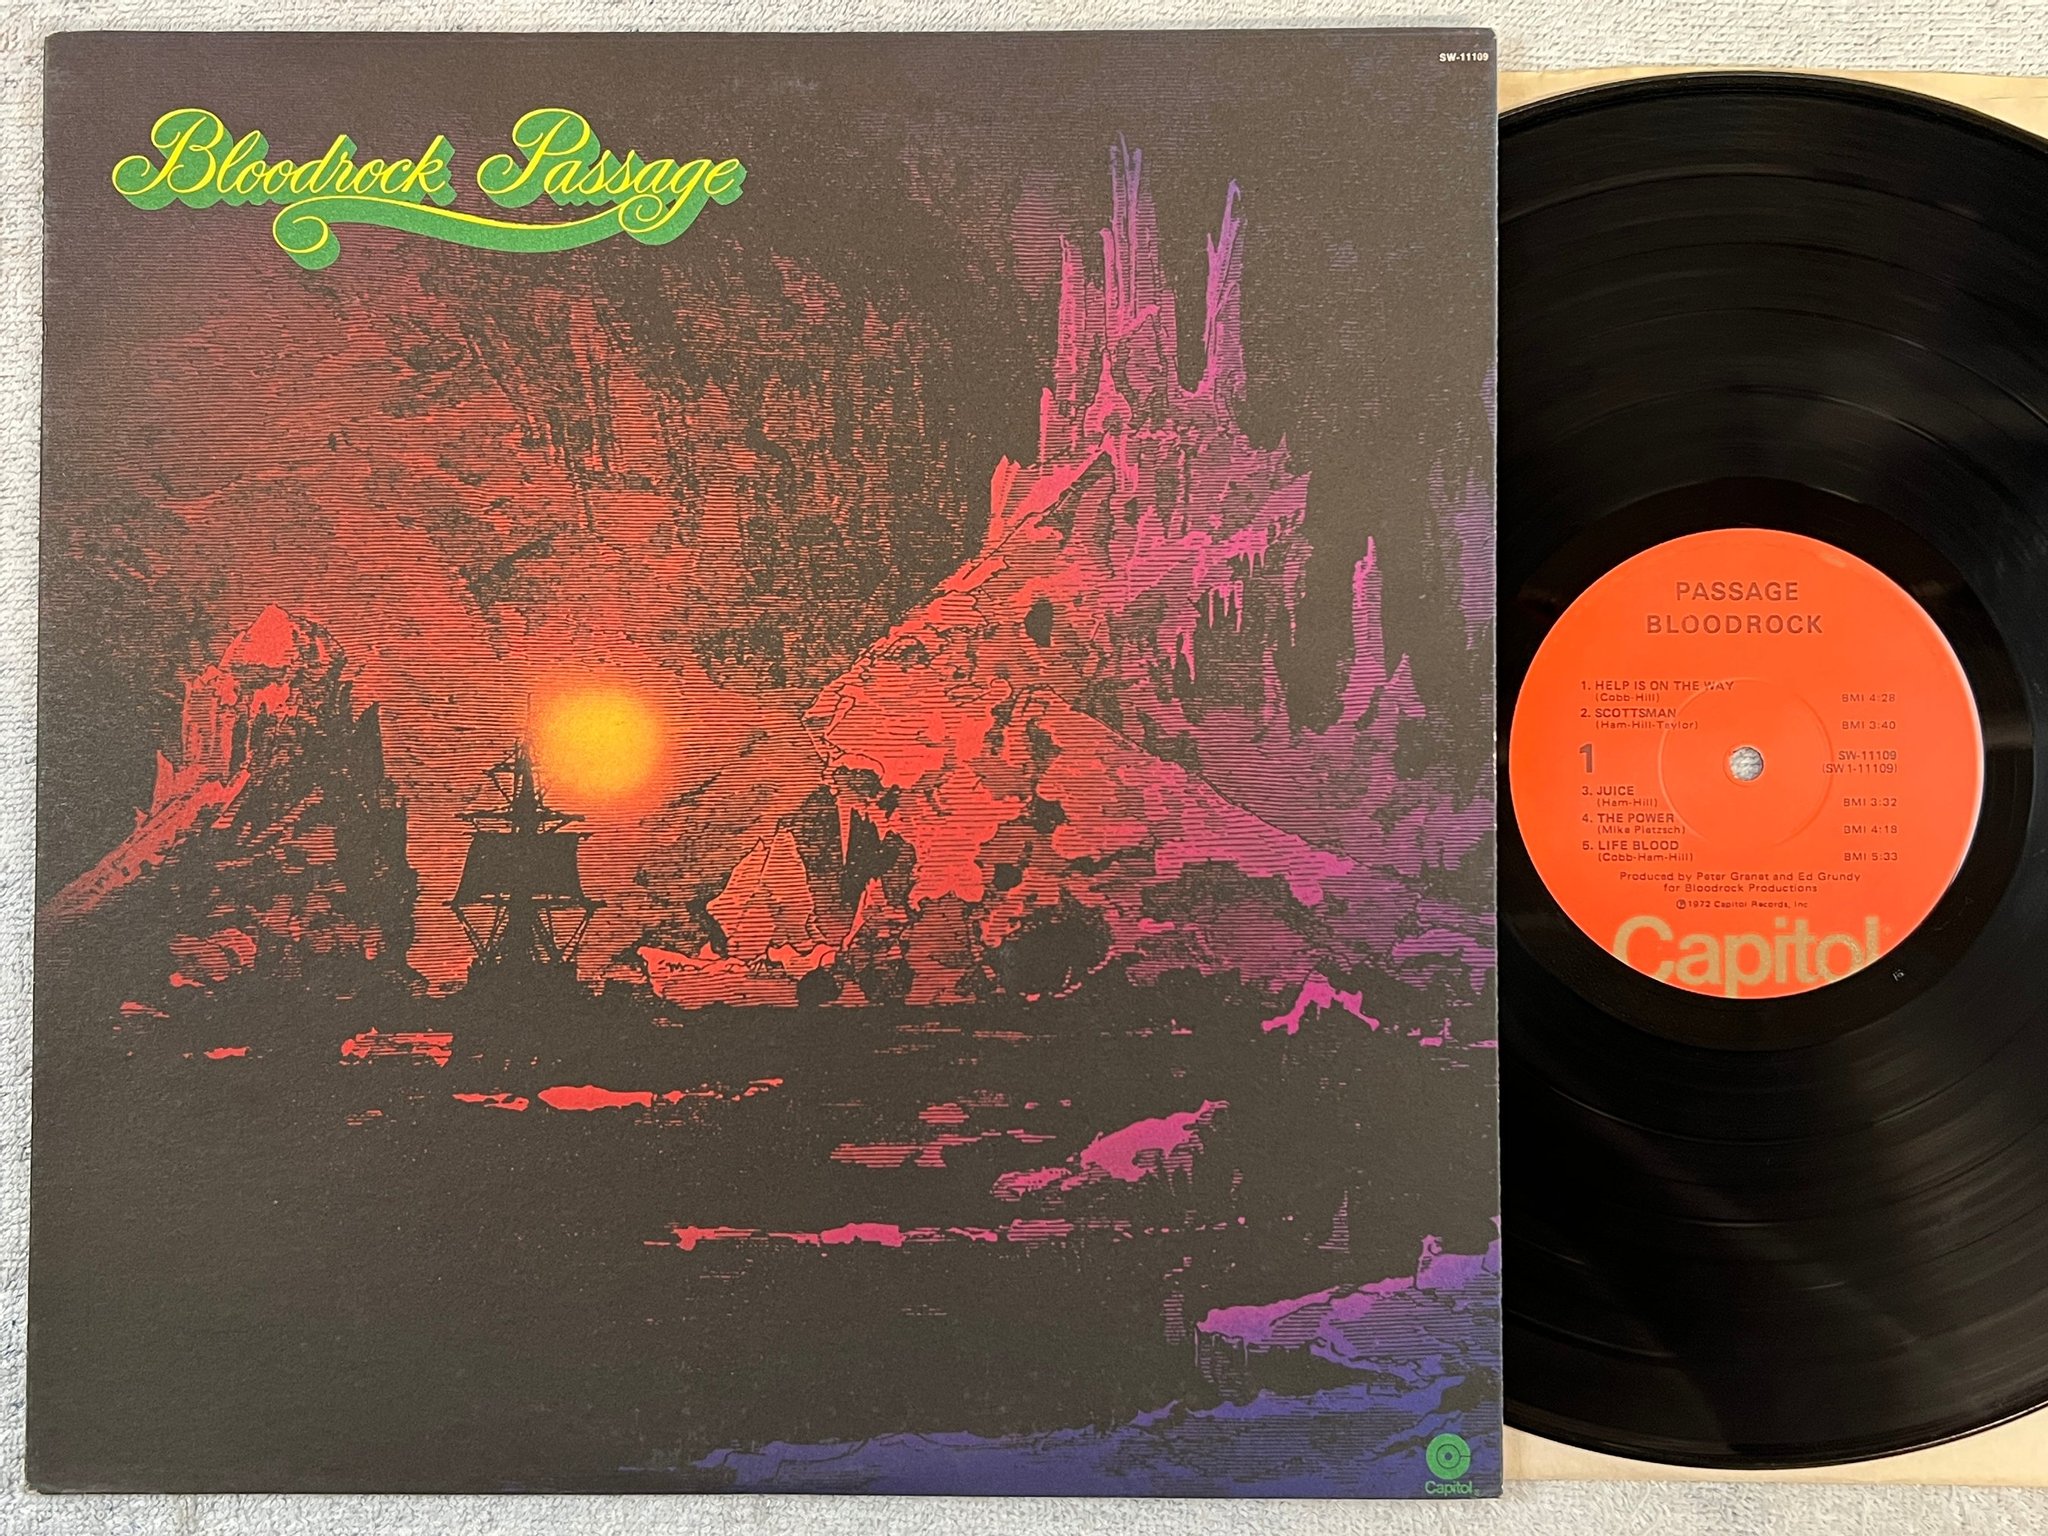 SW-11109
Bloodrock Passage
PASSAGE
BLOODROCK
1. HELP IS ON THE WAY
(Cobb-Hill) BMI 4:28
2. SCOTTSMAN
(Ham-Hill-Taylor) BMI 3:40
1
SW-11109
(SW1-11109)
3. JUICE
(Ham-Hill) BMI 3:32
4. THE POWER
(Mike Pletzsch) BMI 4:18
5. LIFE BLOOD
(Cobb-Ham-Hill) BMI 5:33
Produced by Peter Granet and Ed Grundy
for Bloodrock Productions
Ⓟ1972 Capitol Records, Inc
Capitol
Capitol